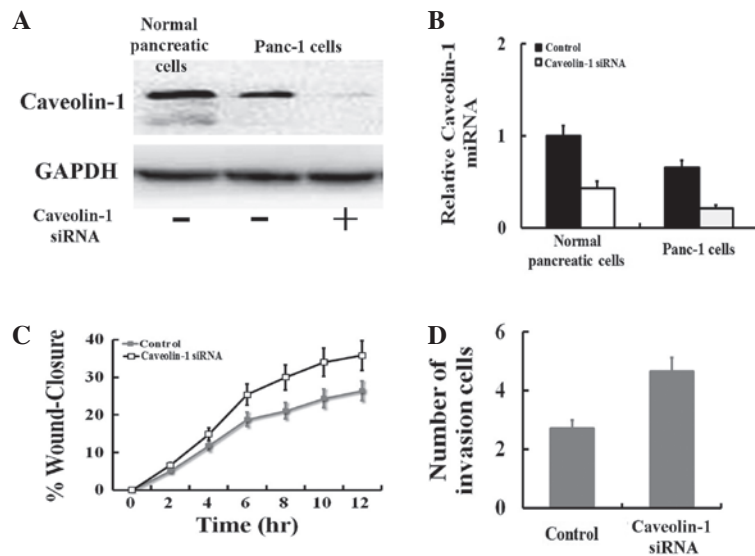 A
Normal
pancreatic
cells
Panc-1 cells
Caveolin-1
GAPDH
Caveolin-1
siRNA
- - +
B
Relative Caveolin-1
miRNA
2
1
0
Control
Caveolin-1 siRNA
Normal
pancreatic cells
Panc-1 cells
C
% Wound-Closure
40
30
20
10
0
Control
Caveolin-1 siRNA
0 2 4 6 8 10 12
Time (hr)
D
Number of
invasion cells
6
4
2
0
Control
Caveolin-1
siRNA